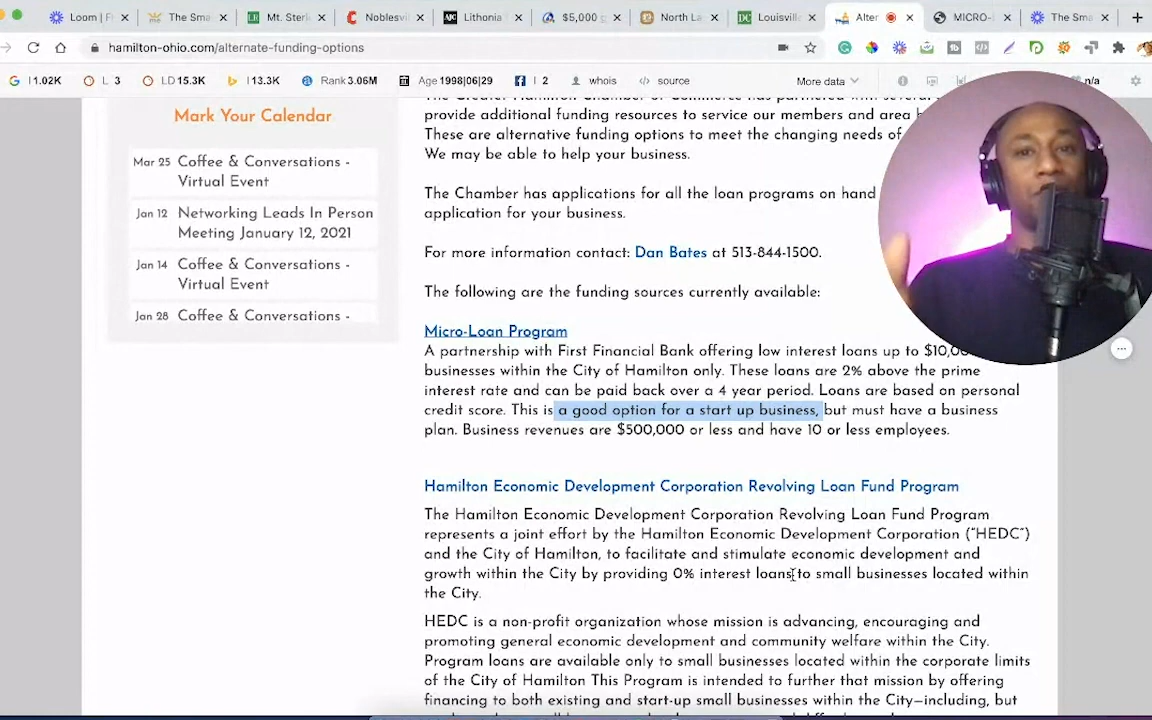 Loom | F
The Sma
Mt. Sterl
Noblesvi
Lithonia
$5,000
North La
Louisvill
Alter
MICRO-
The Sma
hamilton-ohio.com/alternate-funding-options
I 1.02K
L 3
LD 15.3K
I 13.3K
Rank 3.06M
Age 1998|06|29
I 2
whois
source
More data
n/a
Mark Your Calendar
Mar 25 Coffee & Conversations -
Virtual Event
Jan 12 Networking Leads In Person
Meeting January 12, 2021
Jan 14 Coffee & Conversations -
Virtual Event
Jan 28 Coffee & Conversations -
The Greater Hamilton Chamber of Commerce has partnered with several
provide additional funding resources to service our members and area b
These are alternative funding options to meet the changing needs of
We may be able to help your business.
The Chamber has applications for all the loan programs on hand
application for your business.
For more information contact: Dan Bates at 513-844-1500.
The following are the funding sources currently available:
Micro-Loan Program
A partnership with First Financial Bank offering low interest loans up to $10,00
businesses within the City of Hamilton only. These loans are 2% above the prime
interest rate and can be paid back over a 4 year period. Loans are based on personal
credit score. This is a good option for a start up business, but must have a business
plan. Business revenues are $500,000 or less and have 10 or less employees.
Hamilton Economic Development Corporation Revolving Loan Fund Program
The Hamilton Economic Development Corporation Revolving Loan Fund Program
represents a joint effort by the Hamilton Economic Development Corporation ("HEDC")
and the City of Hamilton, to facilitate and stimulate economic development and
growth within the City by providing 0% interest loans to small businesses located within
the City.
HEDC is a non-profit organization whose mission is advancing, encouraging and
promoting general economic development and community welfare within the City.
Program loans are available only to small businesses located within the corporate limits
of the City of Hamilton This Program is intended to further that mission by offering
financing to both existing and start-up small businesses within the City—including, but